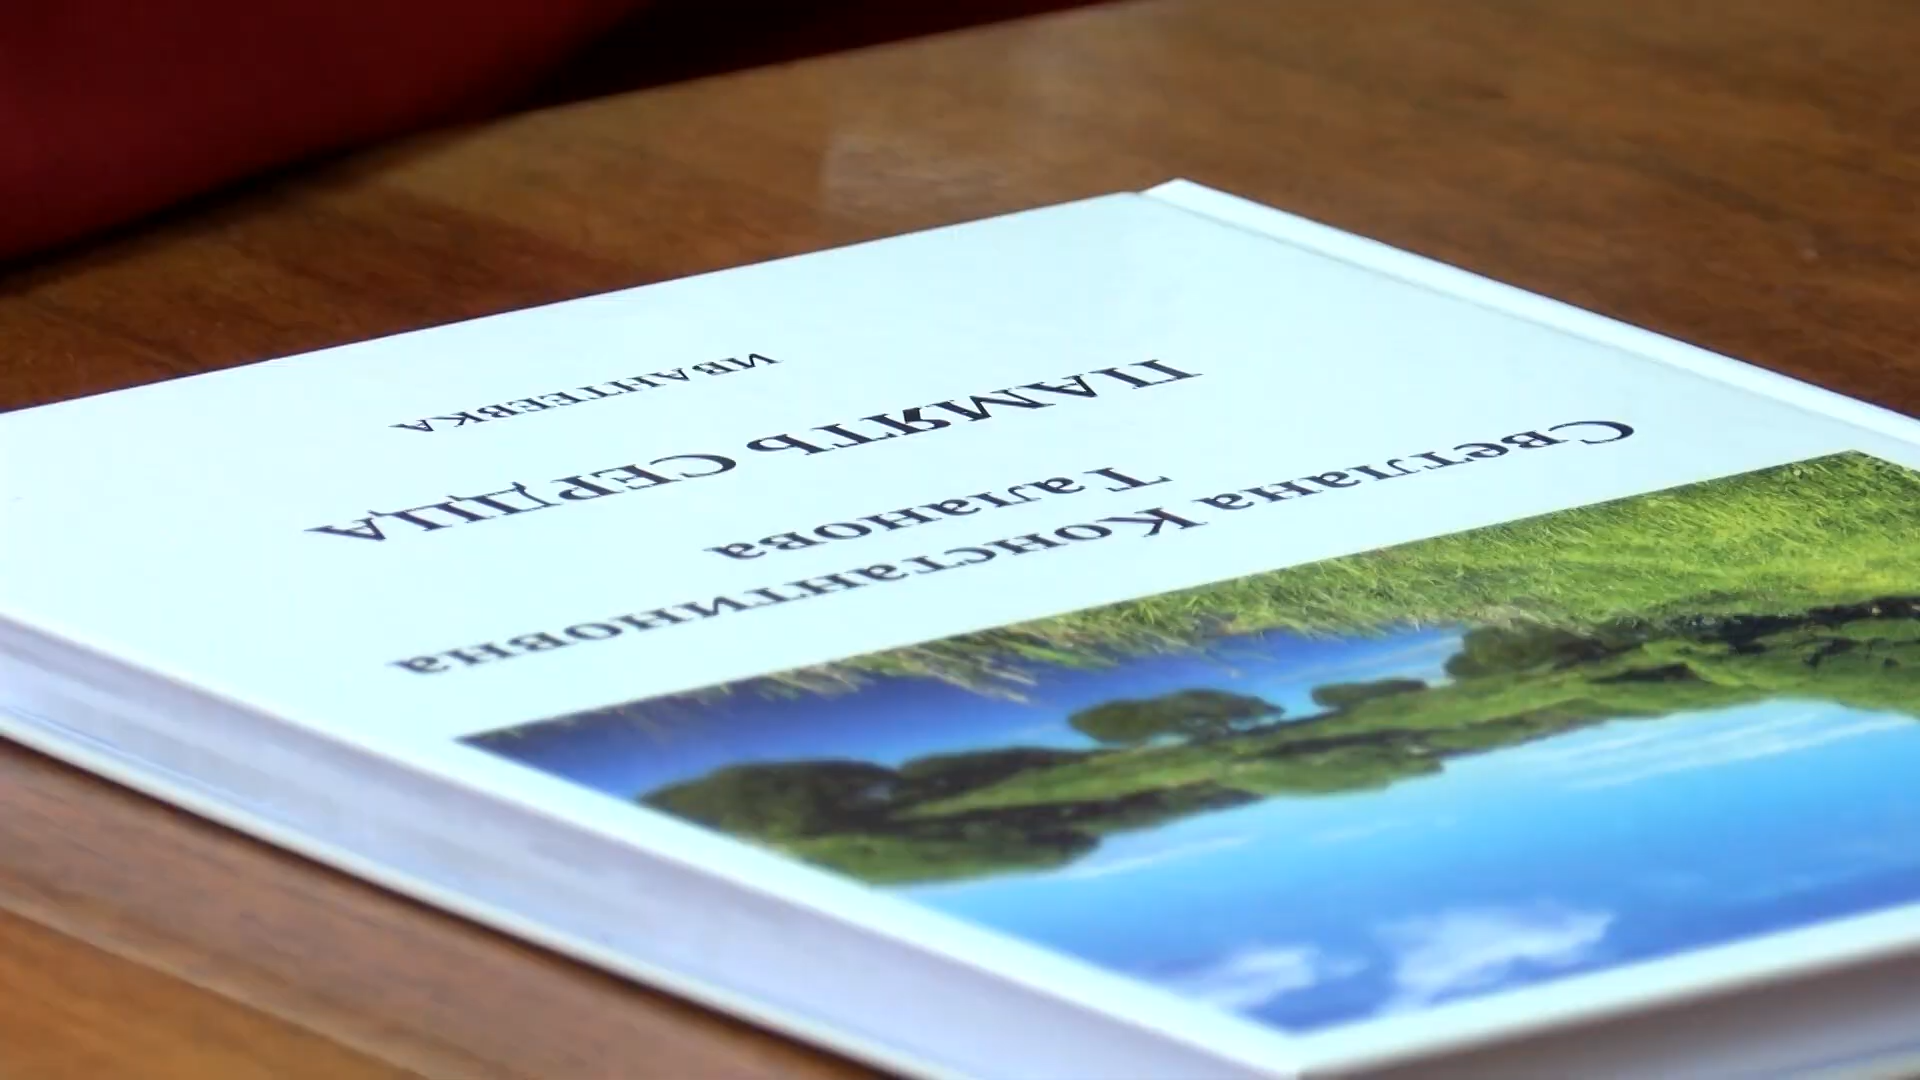 Светлана Константиновна
Таланова
ПАМЯТЬ СЕРДЦА
ИВАНТЕЕВКА